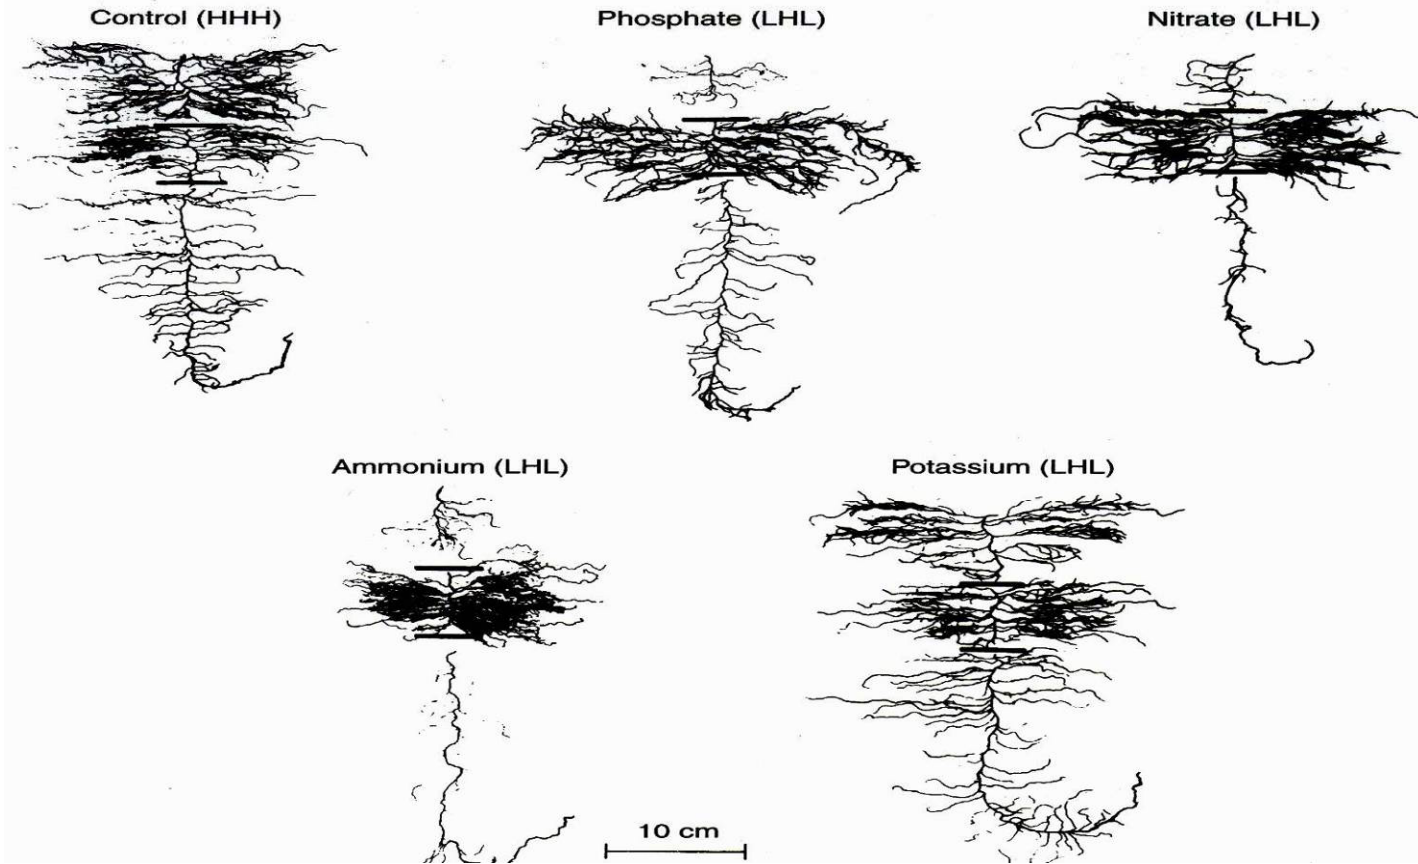 Control (HHH)
Phosphate (LHL)
Nitrate (LHL)
Ammonium (LHL)
Potassium (LHL)
10 cm